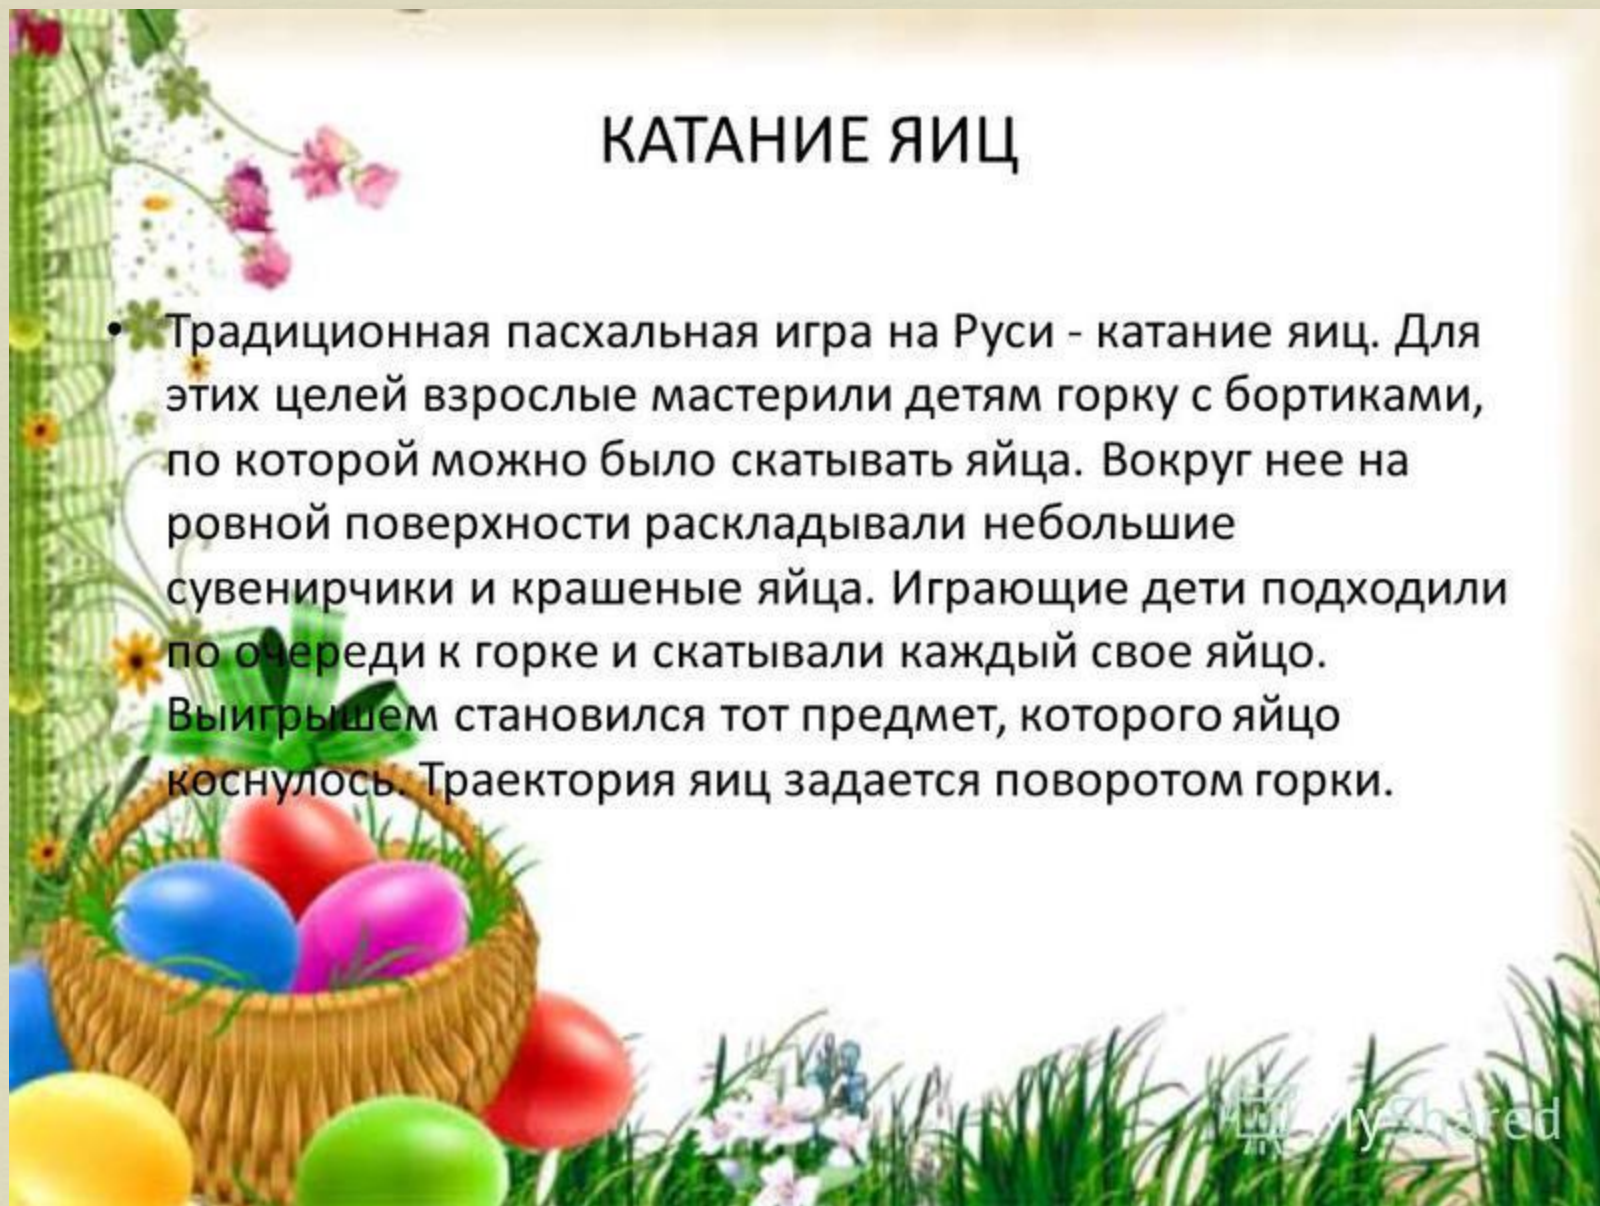 КАТАНИЕ ЯИЦ
• Традиционная пасхальная игра на Руси - катание яиц. Для
этих целей взрослые мастерили детям горку с бортиками,
по которой можно было скатывать яйца. Вокруг нее на
ровной поверхности раскладывали небольшие
сувенирчики и крашеные яйца. Играющие дети подходили
по очереди к горке и скатывали каждый свое яйцо.
Выигрышем становился тот предмет, которого яйцо
коснулось. Траектория яиц задается поворотом горки.
MyShared